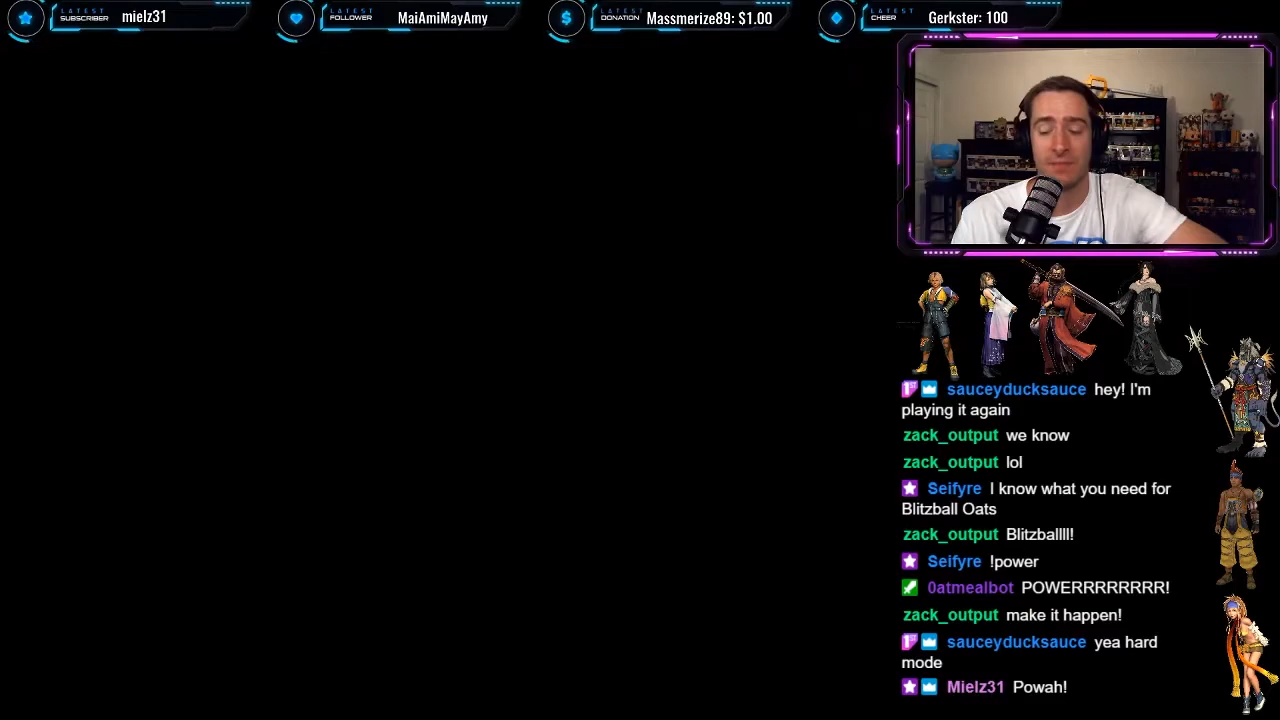 LATEST
SUBSCRIBER mielz31
LATEST
FOLLOWER MaiAmiMayAmy
LATEST
DONATION Massmerize89: $1.00
LATEST
CHEER Gerkster: 100
sauceyducksauce hey! I'm
playing it again
zack_output we know
zack_output lol
Seifyre I know what you need for
Blitzball Oats
zack_output Blitzballll!
Seifyre !power
0atmealbot POWERRRRRRRR!
zack_output make it happen!
sauceyducksauce yea hard
mode
Mielz31 Powah!